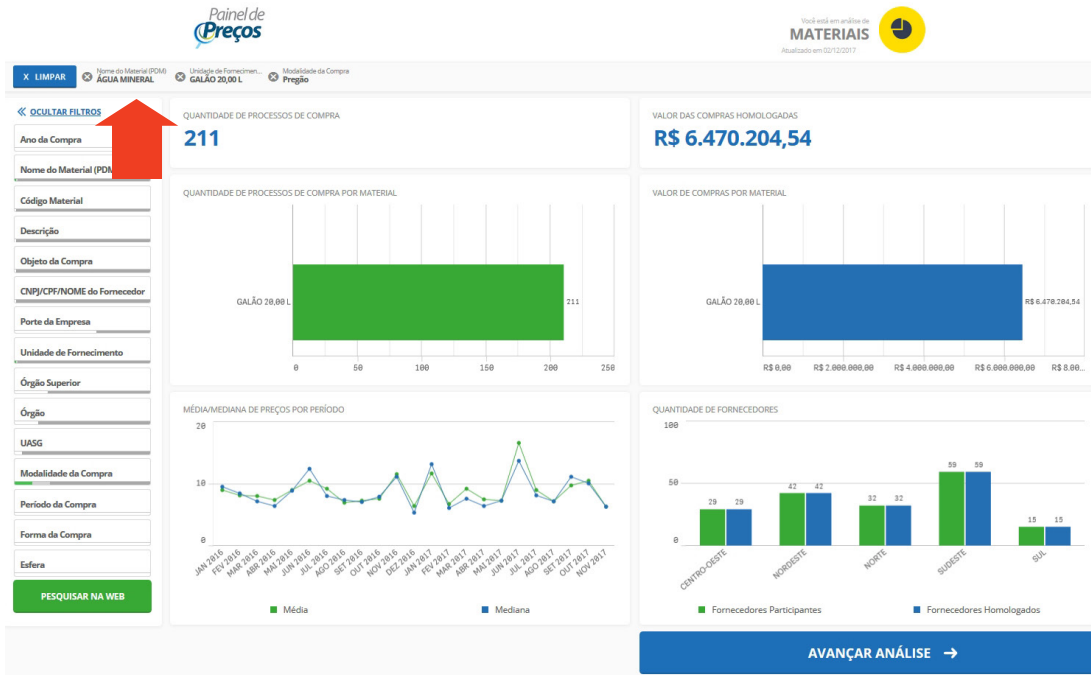 Painel de
Preços
Você está em análise de
MATERIAIS
Atualizado em 02/12/2017
X LIMPAR
Nome do Material (PDM)
ÁGUA MINERAL
Unidade de Fornecimen...
GALÃO 20,00 L
Modalidade da Compra
Pregão
OCULTAR FILTROS
Ano da Compra
Nome do Material (PDM
Código Material
Descrição
Objeto da Compra
CNPJ/CPF/NOME do Fornecedor
Porte da Empresa
Unidade de Fornecimento
Órgão Superior
Órgão
UASG
Modalidade da Compra
Período da Compra
Forma da Compra
Esfera
PESQUISAR NA WEB
QUANTIDADE DE PROCESSOS DE COMPRA
211
VALOR DAS COMPRAS HOMOLOGADAS
R$ 6.470.204,54
QUANTIDADE DE PROCESSOS DE COMPRA POR MATERIAL
GALÃO 20,00 L
211
0 50 100 150 200 250
VALOR DE COMPRAS POR MATERIAL
GALÃO 20,00 L
R$ 6.470.204,54
R$ 0,00 R$ 2.000.000,00 R$ 4.000.000,00 R$ 6.000.000,00 R$ 8.00...
MÉDIA/MEDIANA DE PREÇOS POR PERÍODO
20
10
0
JAN 2016 FEV 2016 MAR 2016 ABR 2016 MAI 2016 JUN 2016 JUL 2016 AGO 2016 SET 2016 OUT 2016 NOV 2016 DEZ 2016 JAN 2017 FEV 2017 MAR 2017 ABR 2017 MAI 2017 JUN 2017 JUL 2017 AGO 2017 SET 2017 OUT 2017 NOV 2017
Média Mediana
QUANTIDADE DE FORNECEDORES
100
50
0
29 29 42 42 32 32 59 59 15 15
CENTRO-OESTE NORDESTE NORTE SUDESTE SUL
Fornecedores Participantes Fornecedores Homologados
AVANÇAR ANÁLISE